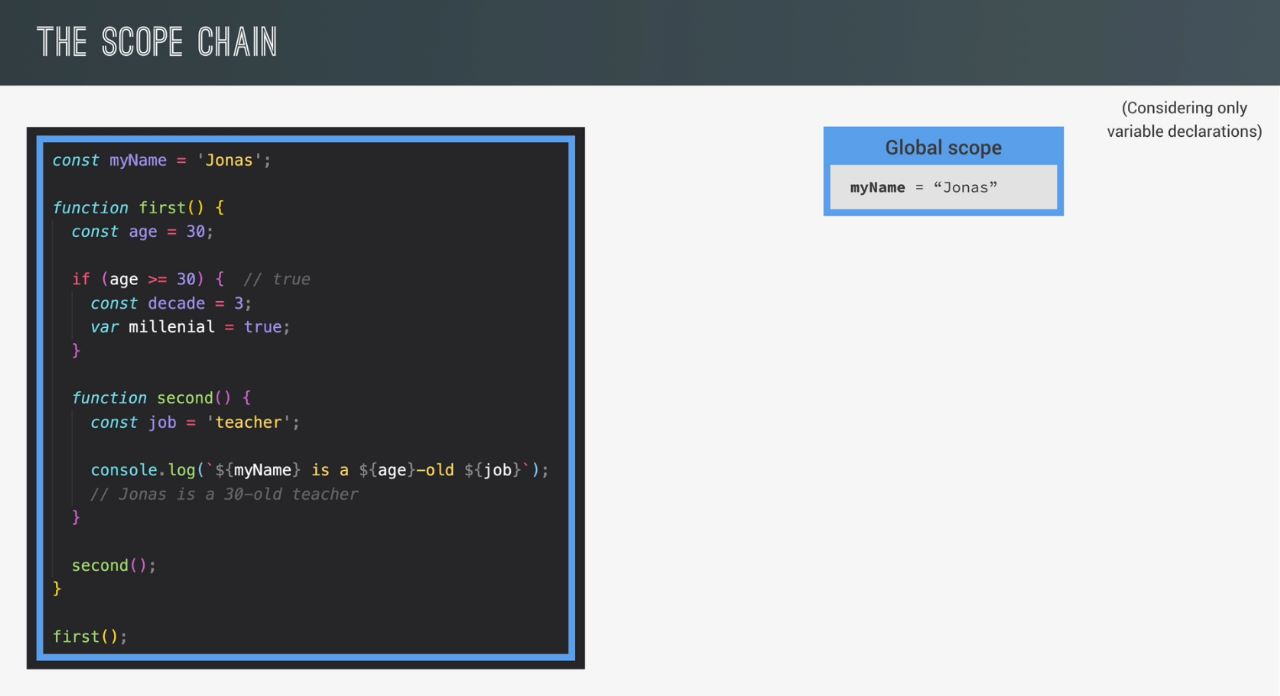 THE SCOPE CHAIN
(Considering only
variable declarations)
const myName = 'Jonas';
function first() {
  const age = 30;
  if (age >= 30) {  // true
    const decade = 3;
    var millenial = true;
  }
  function second() {
    const job = 'teacher';
    console.log(`${myName} is a ${age}-old ${job}`);
    // Jonas is a 30-old teacher
  }
  second();
}
first();
Global scope
myName = “Jonas”